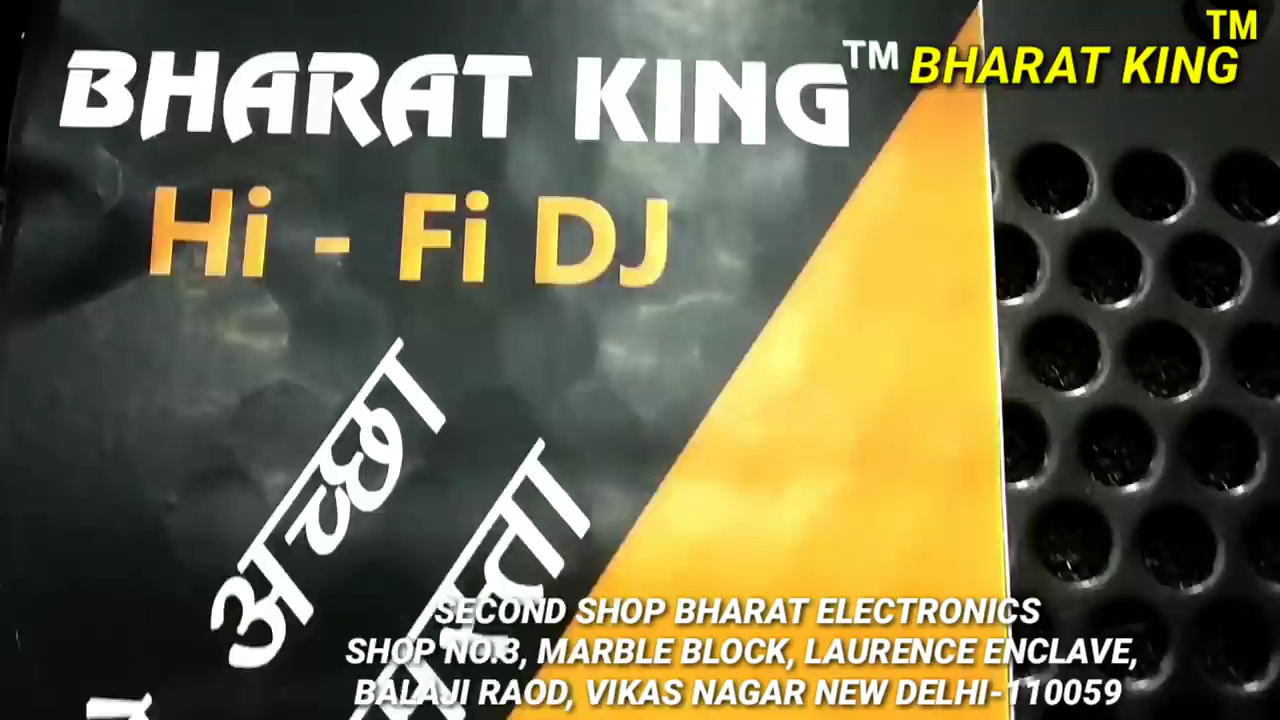 BHARAT KING™
TM
BHARAT KING
Hi - Fi DJ
अच्छा
SECOND SHOP BHARAT ELECTRONICS
SHOP NO.3, MARBLE BLOCK, LAURENCE ENCLAVE,
BALAJI RAOD, VIKAS NAGAR NEW DELHI-110059